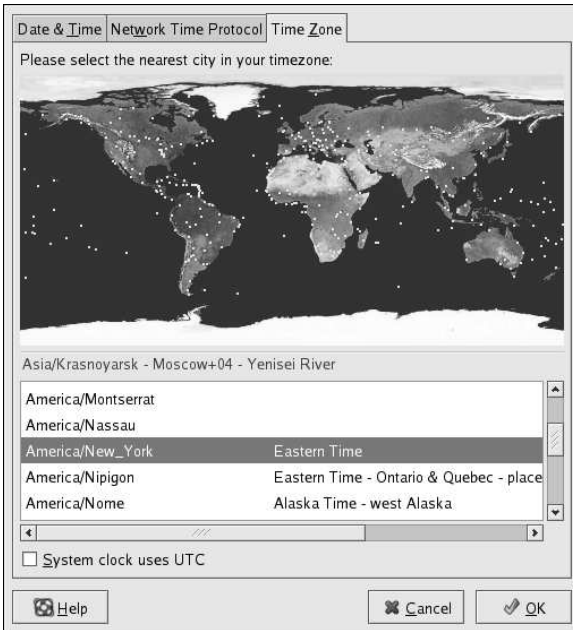 Date & Time Network Time Protocol Time Zone
Please select the nearest city in your timezone:
Asia/Krasnoyarsk - Moscow+04 - Yenisei River
America/Montserrat
America/Nassau
America/New_York Eastern Time
America/Nipigon Eastern Time - Ontario & Quebec - place
America/Nome Alaska Time - west Alaska
System clock uses UTC
Help Cancel OK